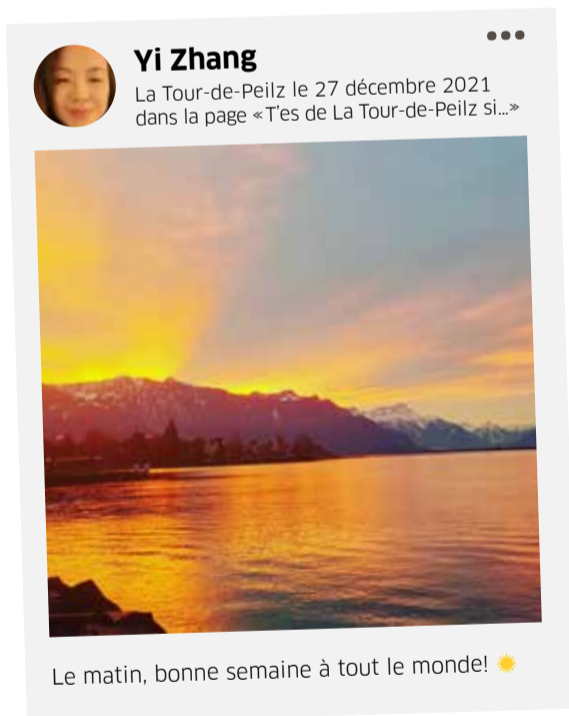 Yi Zhang
La Tour-de-Peilz le 27 décembre 2021
dans la page «T'es de La Tour-de-Peilz si...»
Le matin, bonne semaine à tout le monde! ☀️